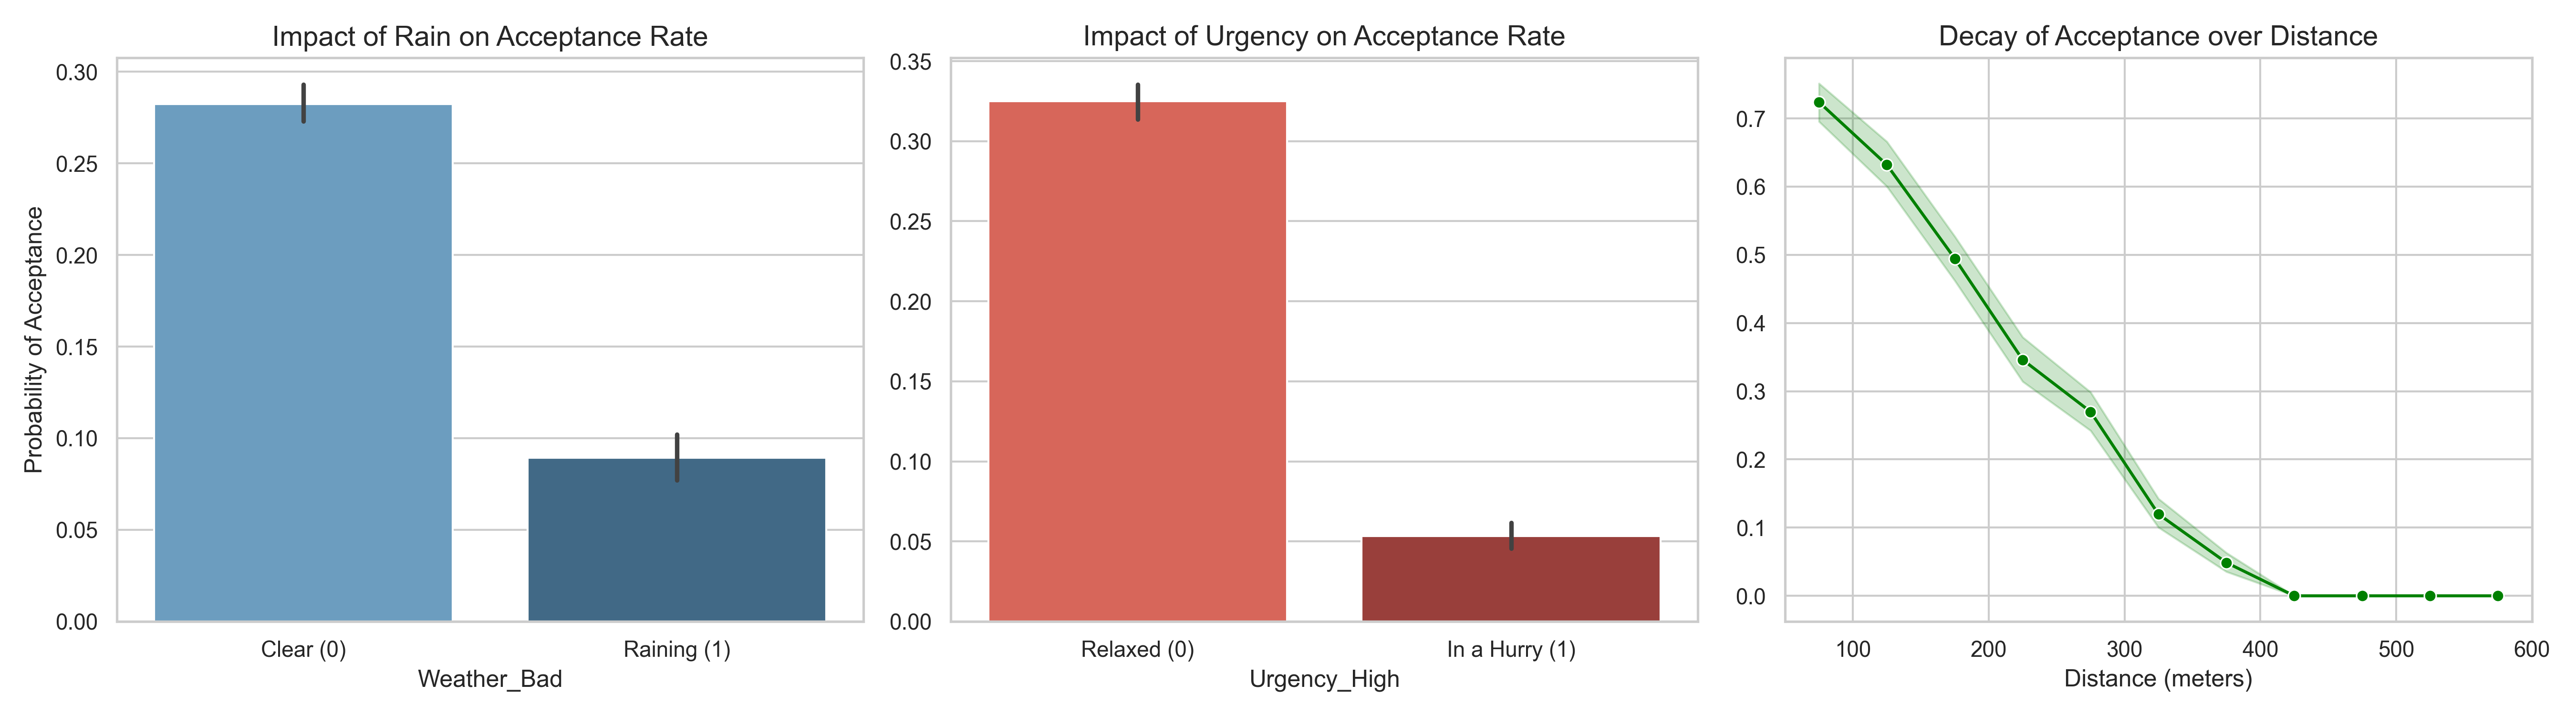 Impact of Rain on Acceptance Rate
Probability of Acceptance
0.30
0.25
0.20
0.15
0.10
0.05
0.00
Clear (0)
Raining (1)
Weather_Bad
Impact of Urgency on Acceptance Rate
0.35
0.30
0.25
0.20
0.15
0.10
0.05
0.00
Relaxed (0)
In a Hurry (1)
Urgency_High
Decay of Acceptance over Distance
0.7
0.6
0.5
0.4
0.3
0.2
0.1
0.0
100
200
300
400
500
600
Distance (meters)